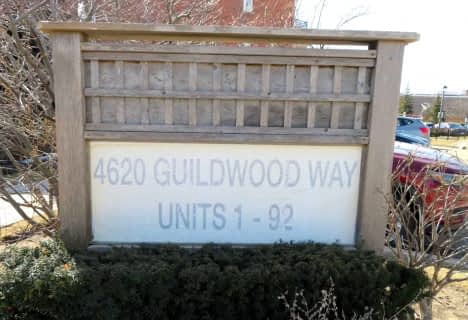 4620 GUILDWOOD WAY
UNITS 1 - 92